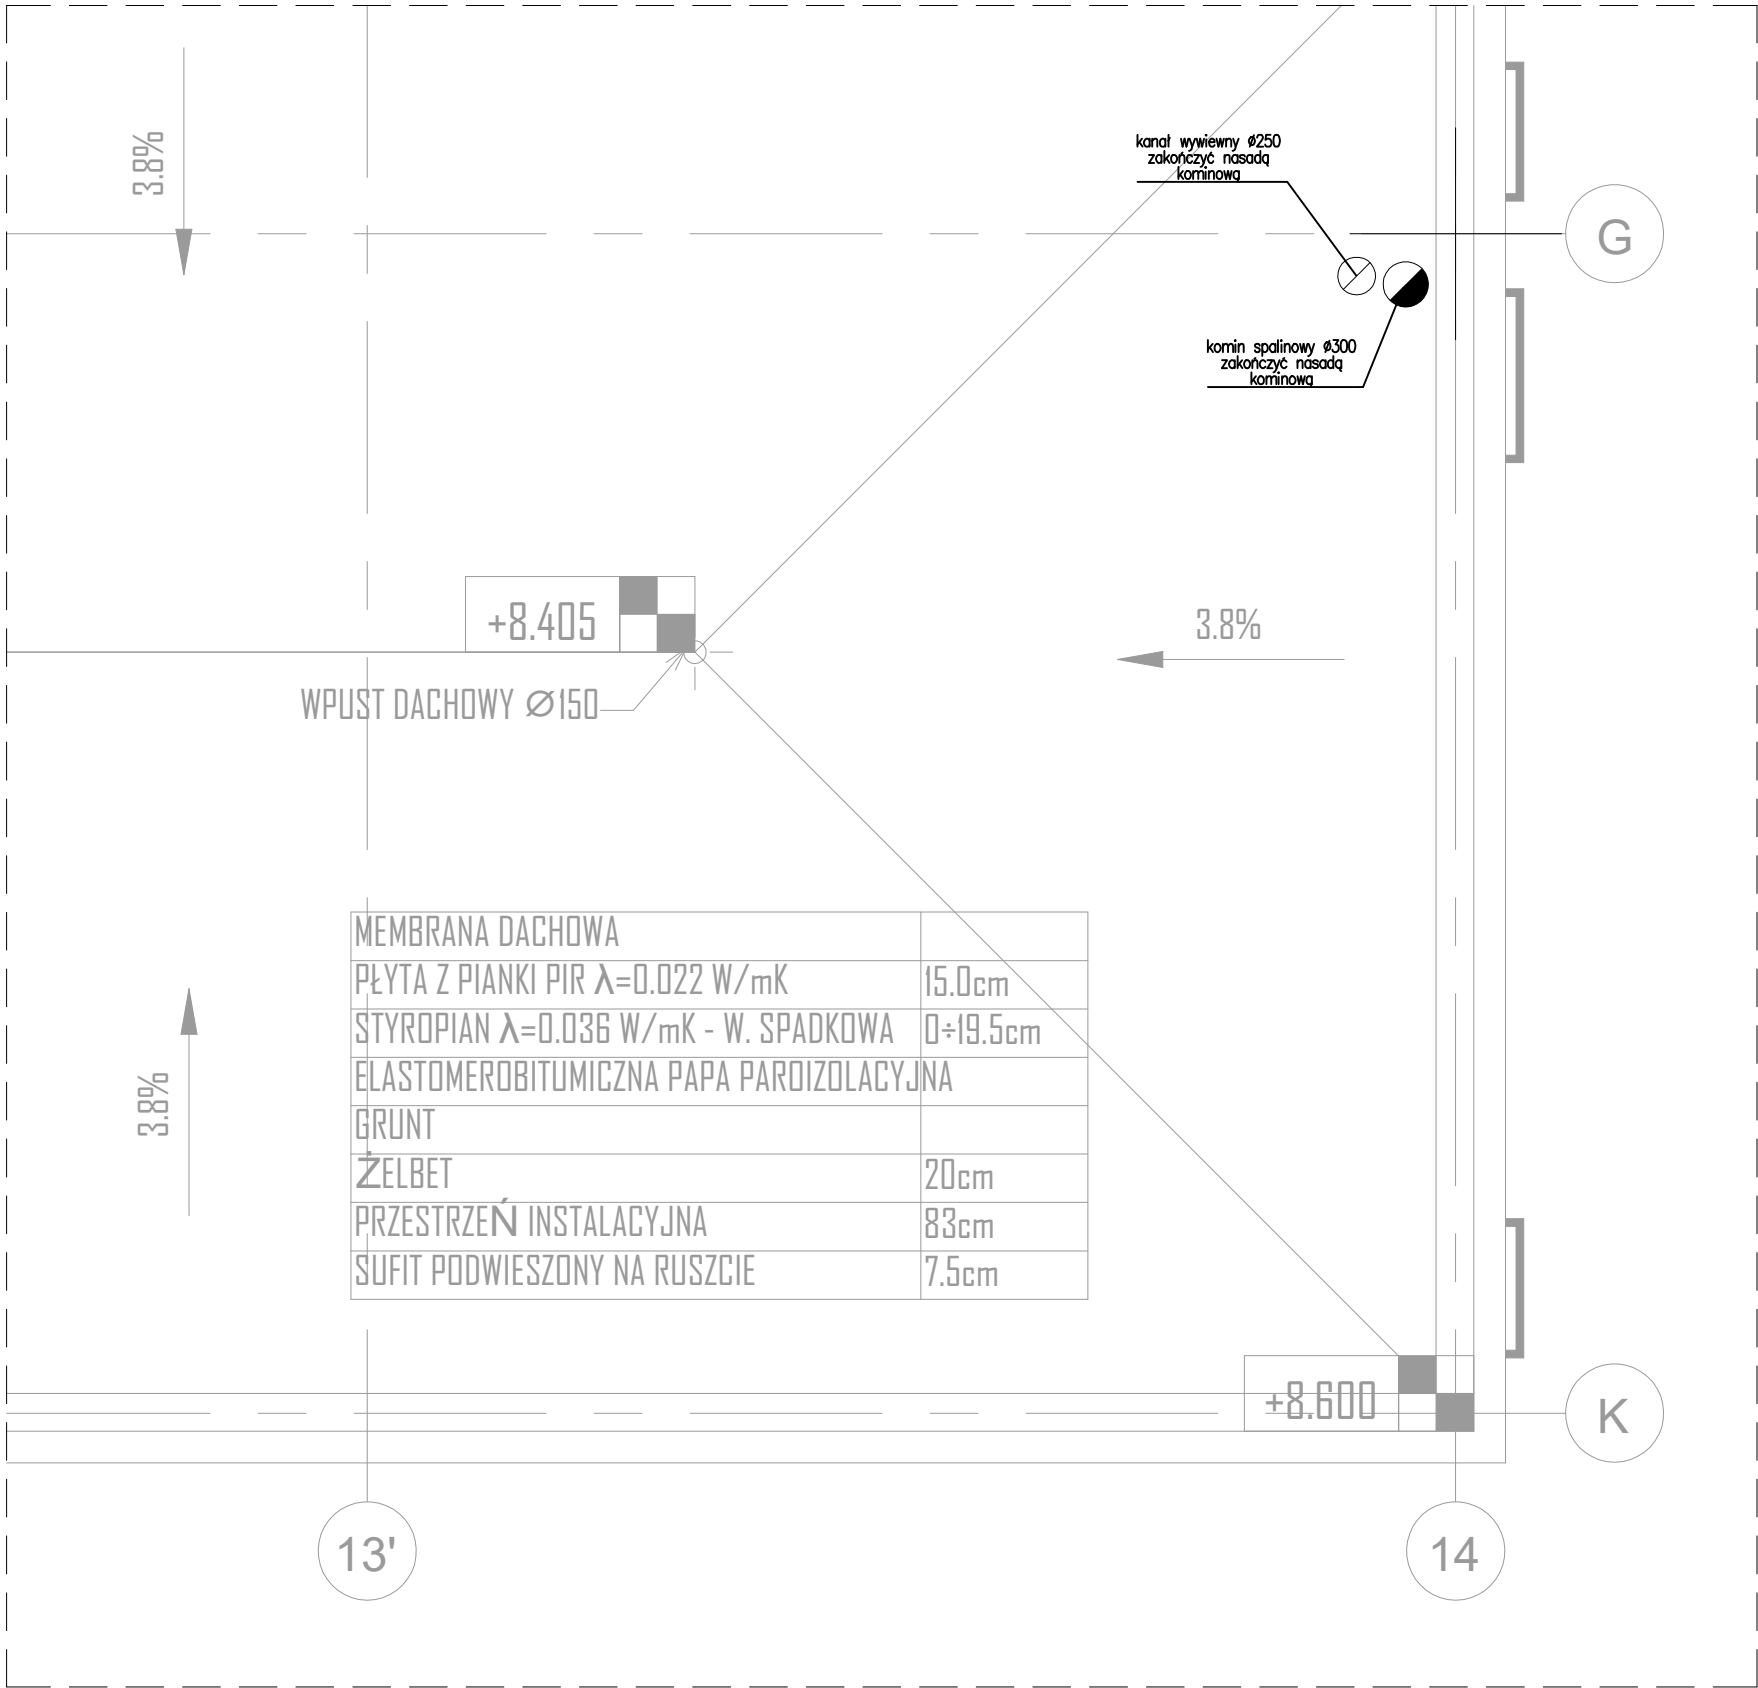 3.8%
kanał wywiewny Ø250
zakończyć nasadą
kominową
G
komin spalinowy Ø300
zakończyć nasadą
kominową
+8.405
3.8%
WPUST DACHOWY Ø150
MEMBRANA DACHOWA
PŁYTA Z PIANKI PIR λ=0.022 W/mK 15.0cm
STYROPIAN λ=0.036 W/mK - W. SPADKOWA 0÷19.5cm
ELASTOMEROBITUMICZNA PAPA PAROIZOLACYJNA
GRUNT
ŻELBET 20cm
PRZESTRZEŃ INSTALACYJNA 83cm
SUFIT PODWIESZONY NA RUSZCIE 7.5cm
3.8%
+8.600
K
13'
14